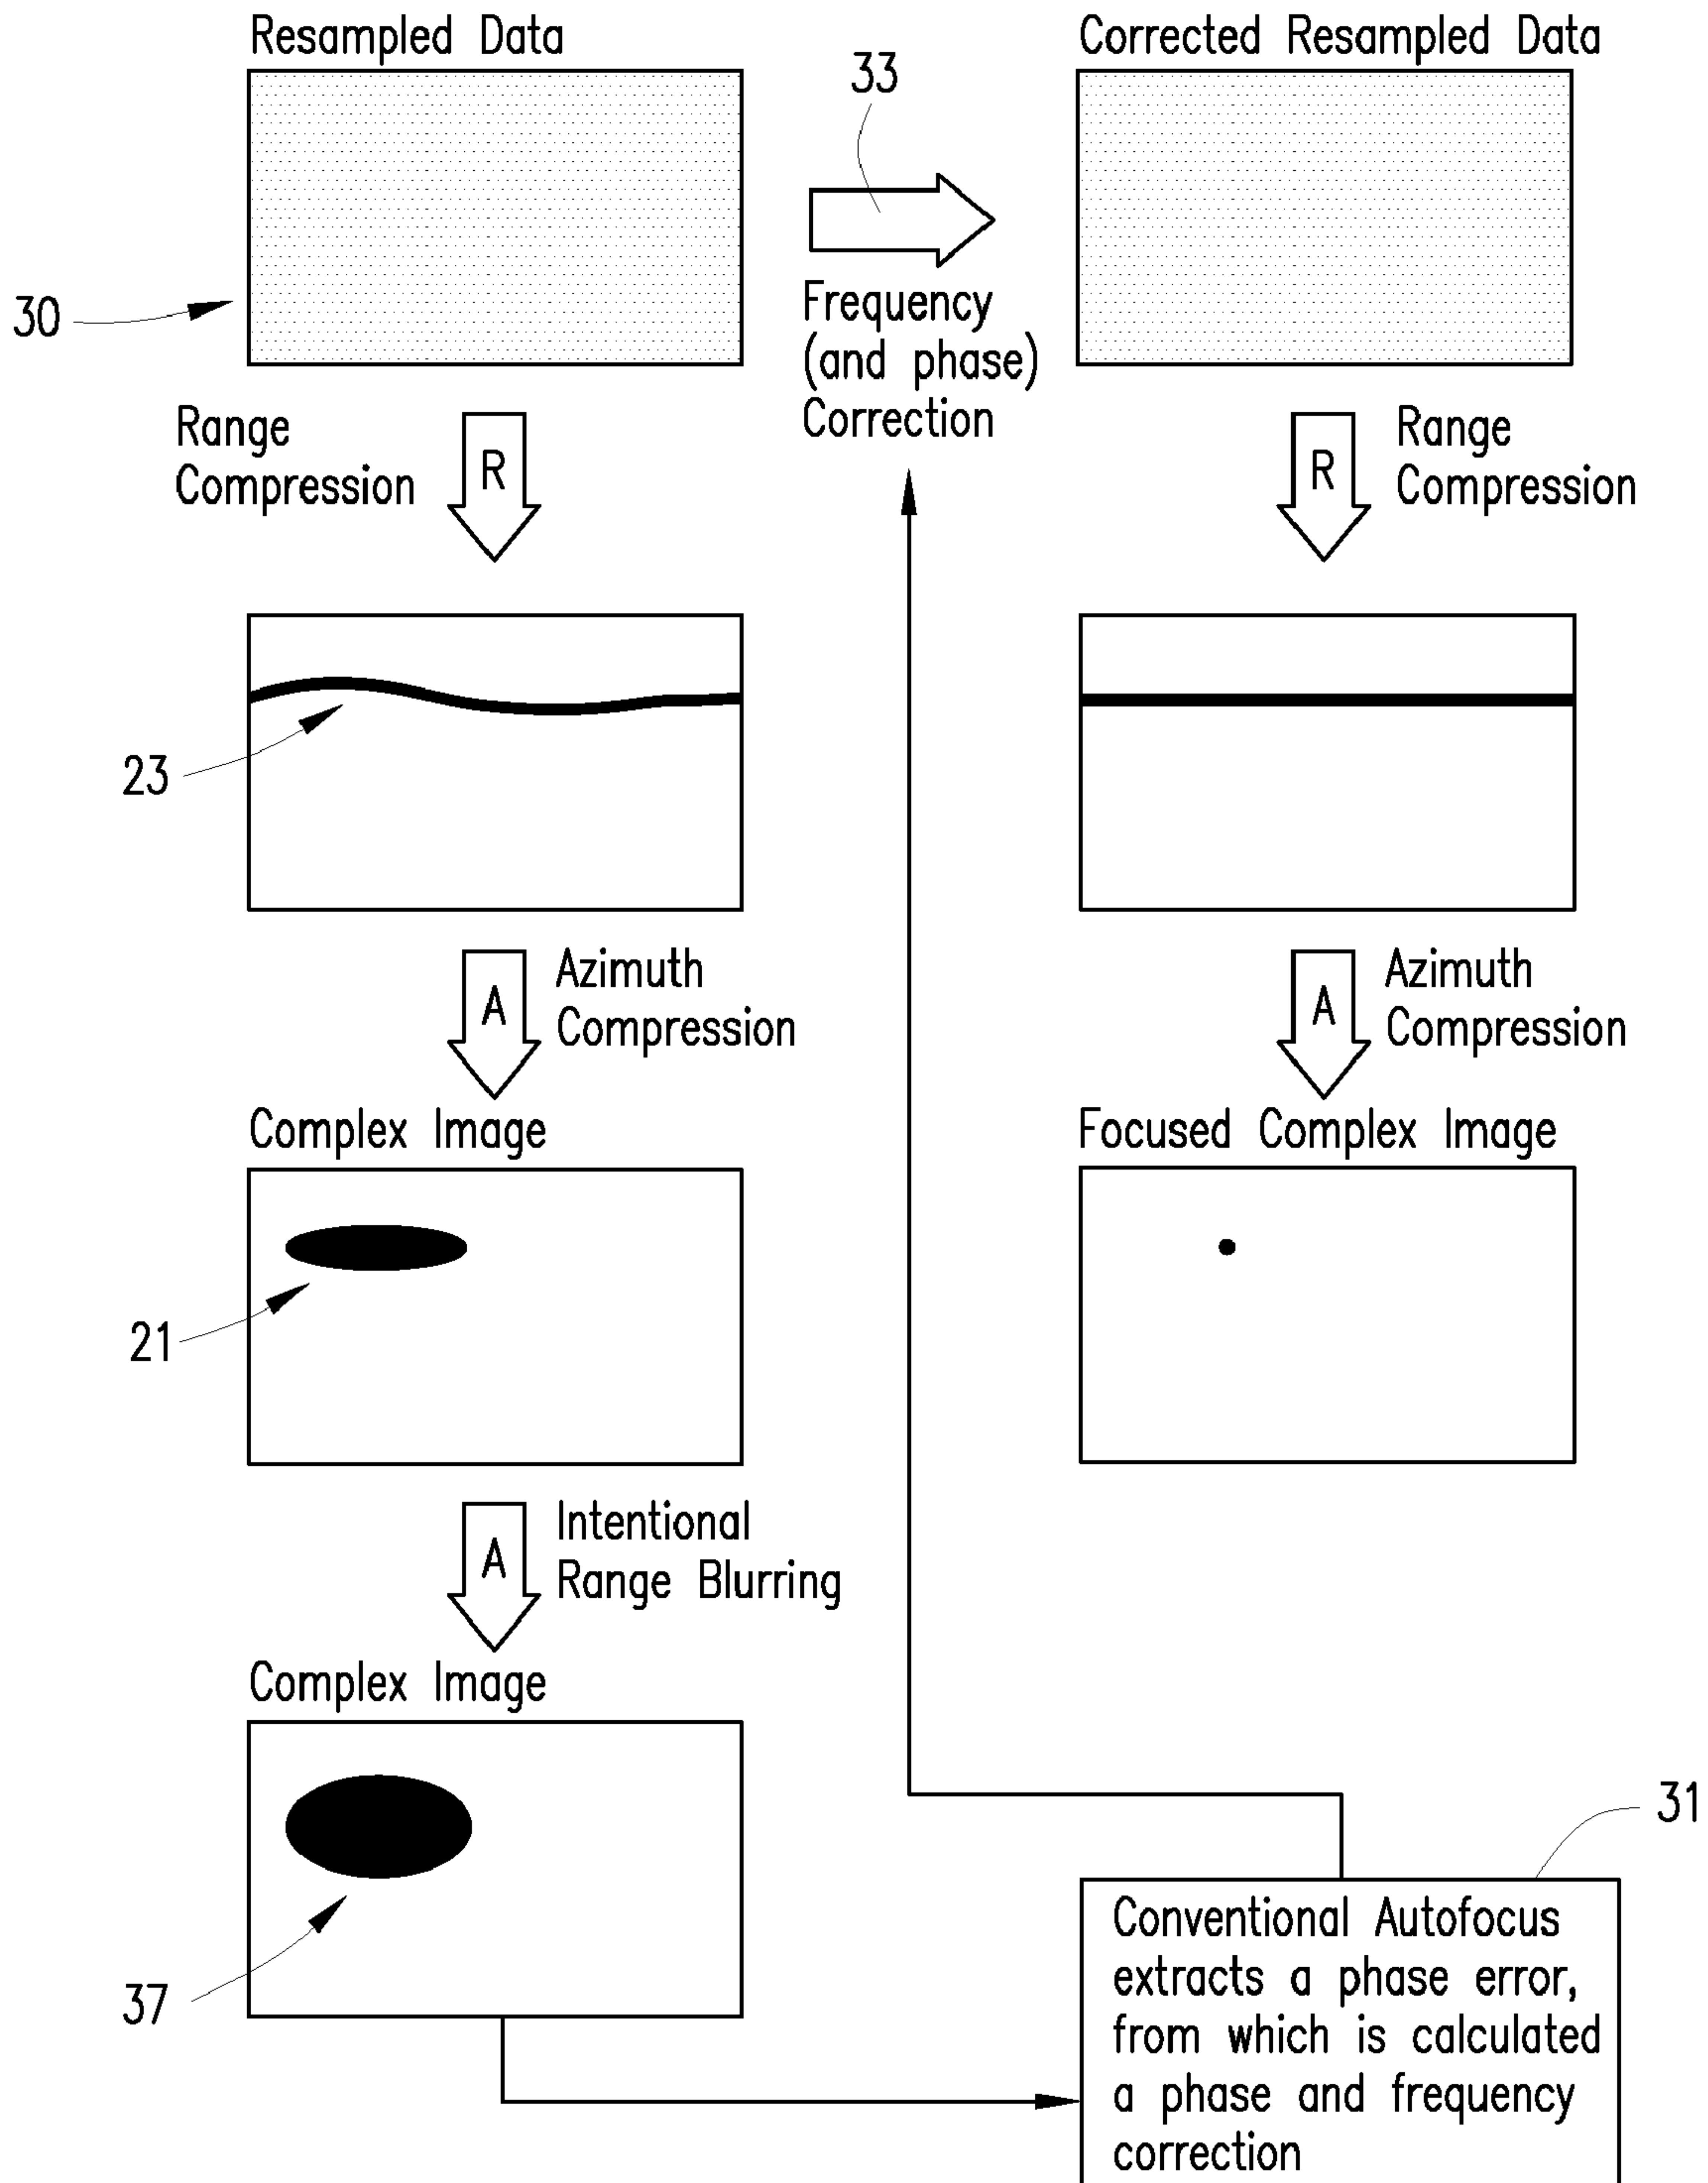 Resampled Data
Corrected Resampled Data
33
30
Frequency
(and phase)
Correction
Range
Compression
R
R
Range
Compression
23
A
Azimuth
Compression
A
Azimuth
Compression
Complex Image
Focused Complex Image
21
A
Intentional
Range Blurring
Complex Image
37
31
Conventional Autofocus
extracts a phase error,
from which is calculated
a phase and frequency
correction